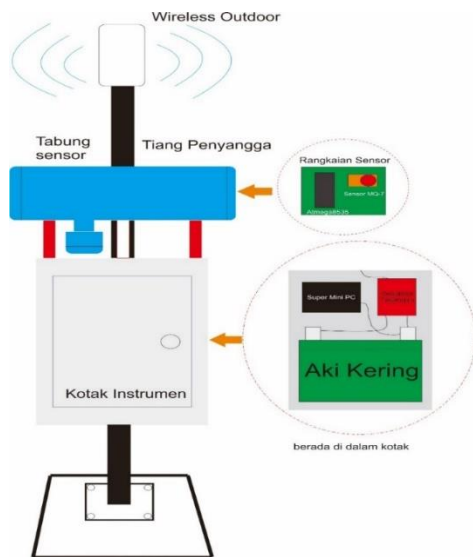 Wireless Outdoor
Tabung
sensor
Tiang Penyangga
Rangkaian Sensor
Sensor MQ-7
Atmega8535
Super Mini PC
Aki Kering
Kotak Instrumen
berada di dalam kotak